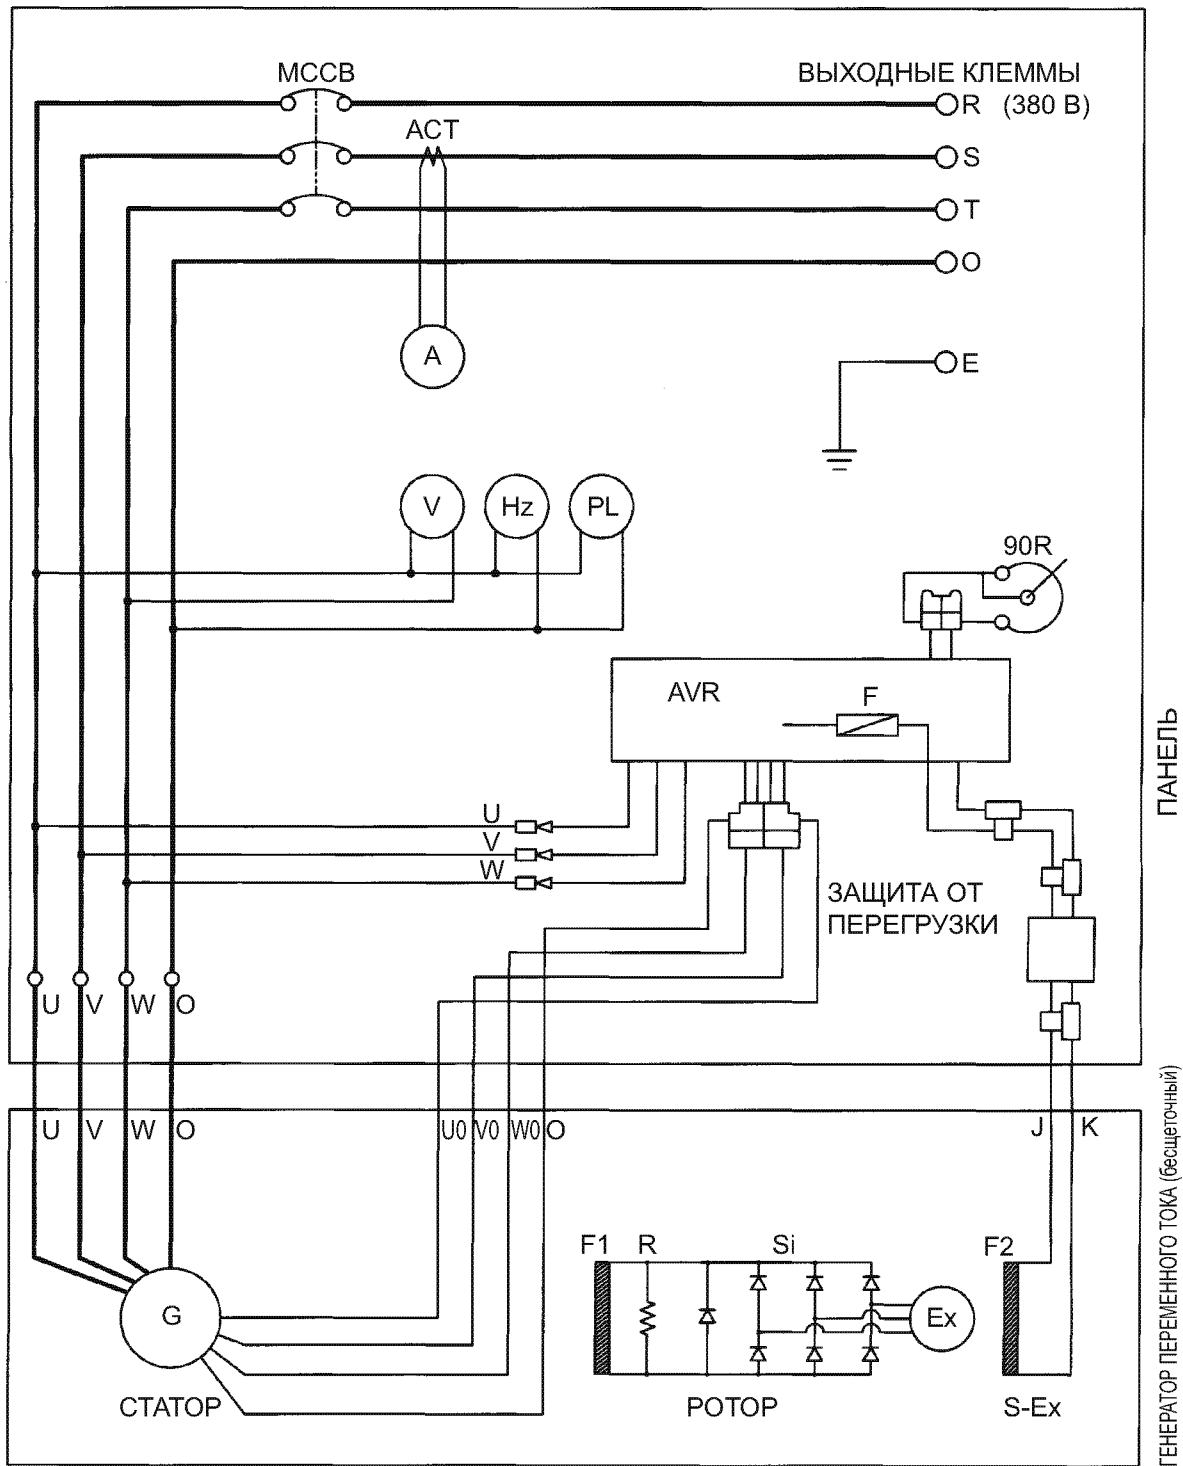 MCCB
ВЫХОДНЫЕ КЛЕММЫ
R (380 В)
ACT
S
T
O
A
E
V
Hz
PL
90R
AVR
F
U
V
W
ЗАЩИТА ОТ
ПЕРЕГРУЗКИ
U V W O
ПАНЕЛЬ
U V W O
U0 V0 W0 O
J K
F1 R Si
F2
G
Ex
СТАТОР
РОТОР
S-Ex
ГЕНЕРАТОР ПЕРЕМЕННОГО ТОКА (бесщеточный)